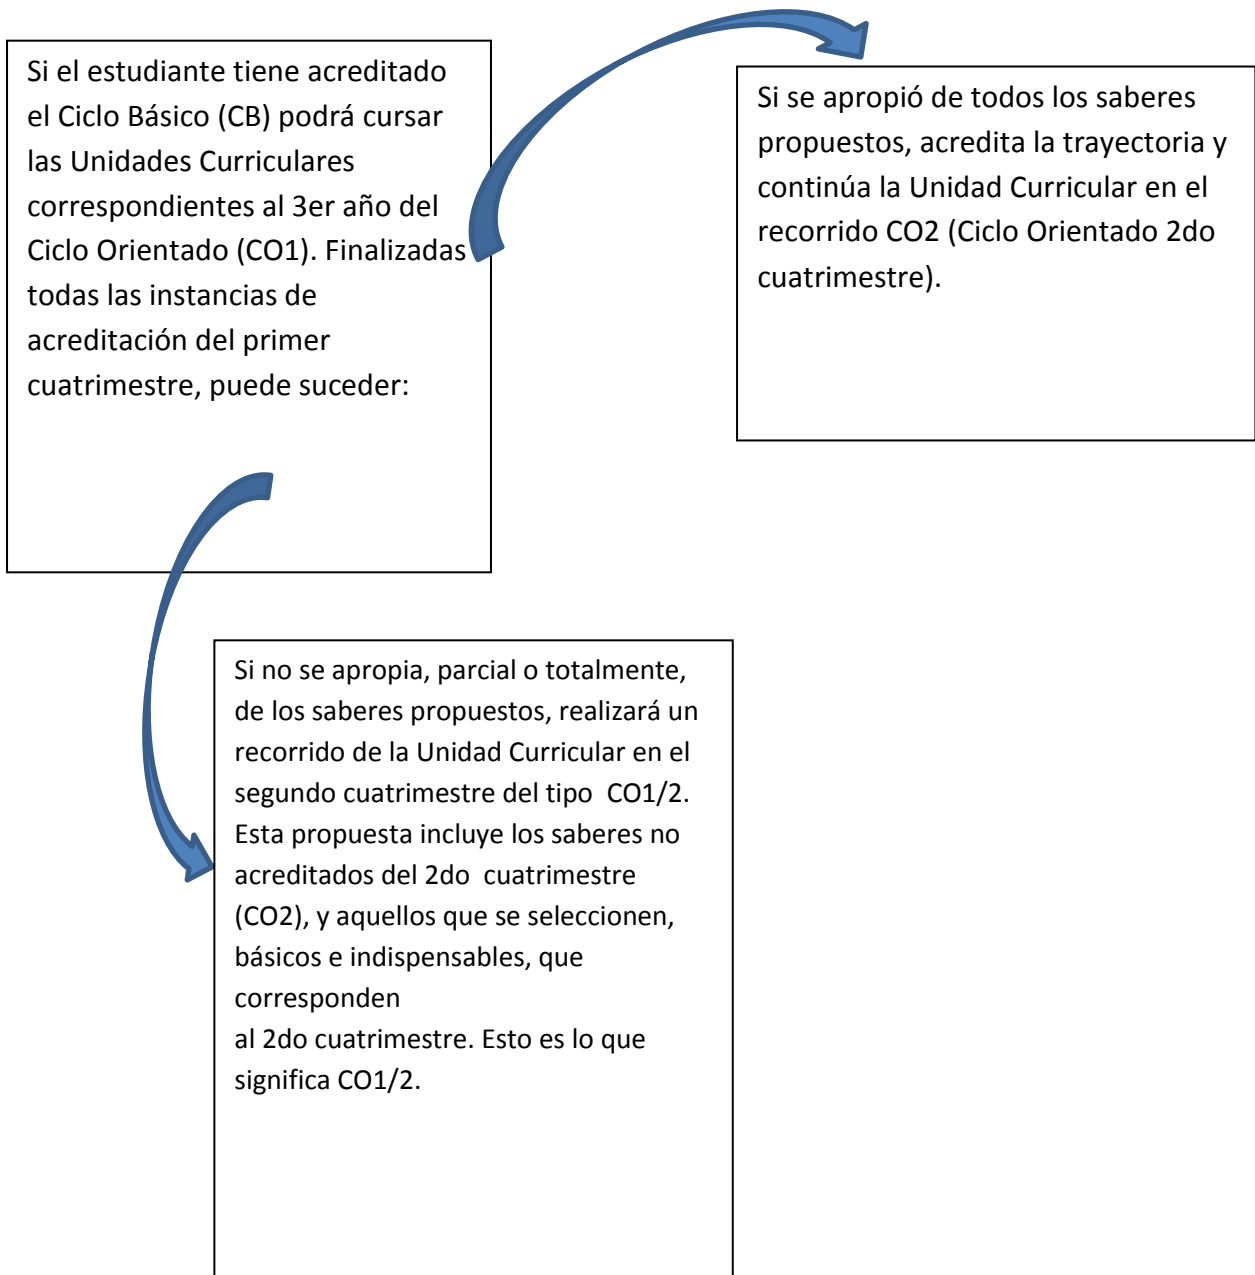 Si el estudiante tiene acreditado
el Ciclo Básico (CB) podrá cursar
las Unidades Curriculares
correspondientes al 3er año del
Ciclo Orientado (CO1). Finalizadas
todas las instancias de
acreditación del primer
cuatrimestre, puede suceder:
Si se apropió de todos los saberes
propuestos, acredita la trayectoria y
continúa la Unidad Curricular en el
recorrido CO2 (Ciclo Orientado 2do
cuatrimestre).
Si no se apropia, parcial o totalmente,
de los saberes propuestos, realizará un
recorrido de la Unidad Curricular en el
segundo cuatrimestre del tipo CO1/2.
Esta propuesta incluye los saberes no
acreditados del 2do cuatrimestre
(CO2), y aquellos que se seleccionen,
básicos e indispensables, que
corresponden
al 2do cuatrimestre. Esto es lo que
significa CO1/2.